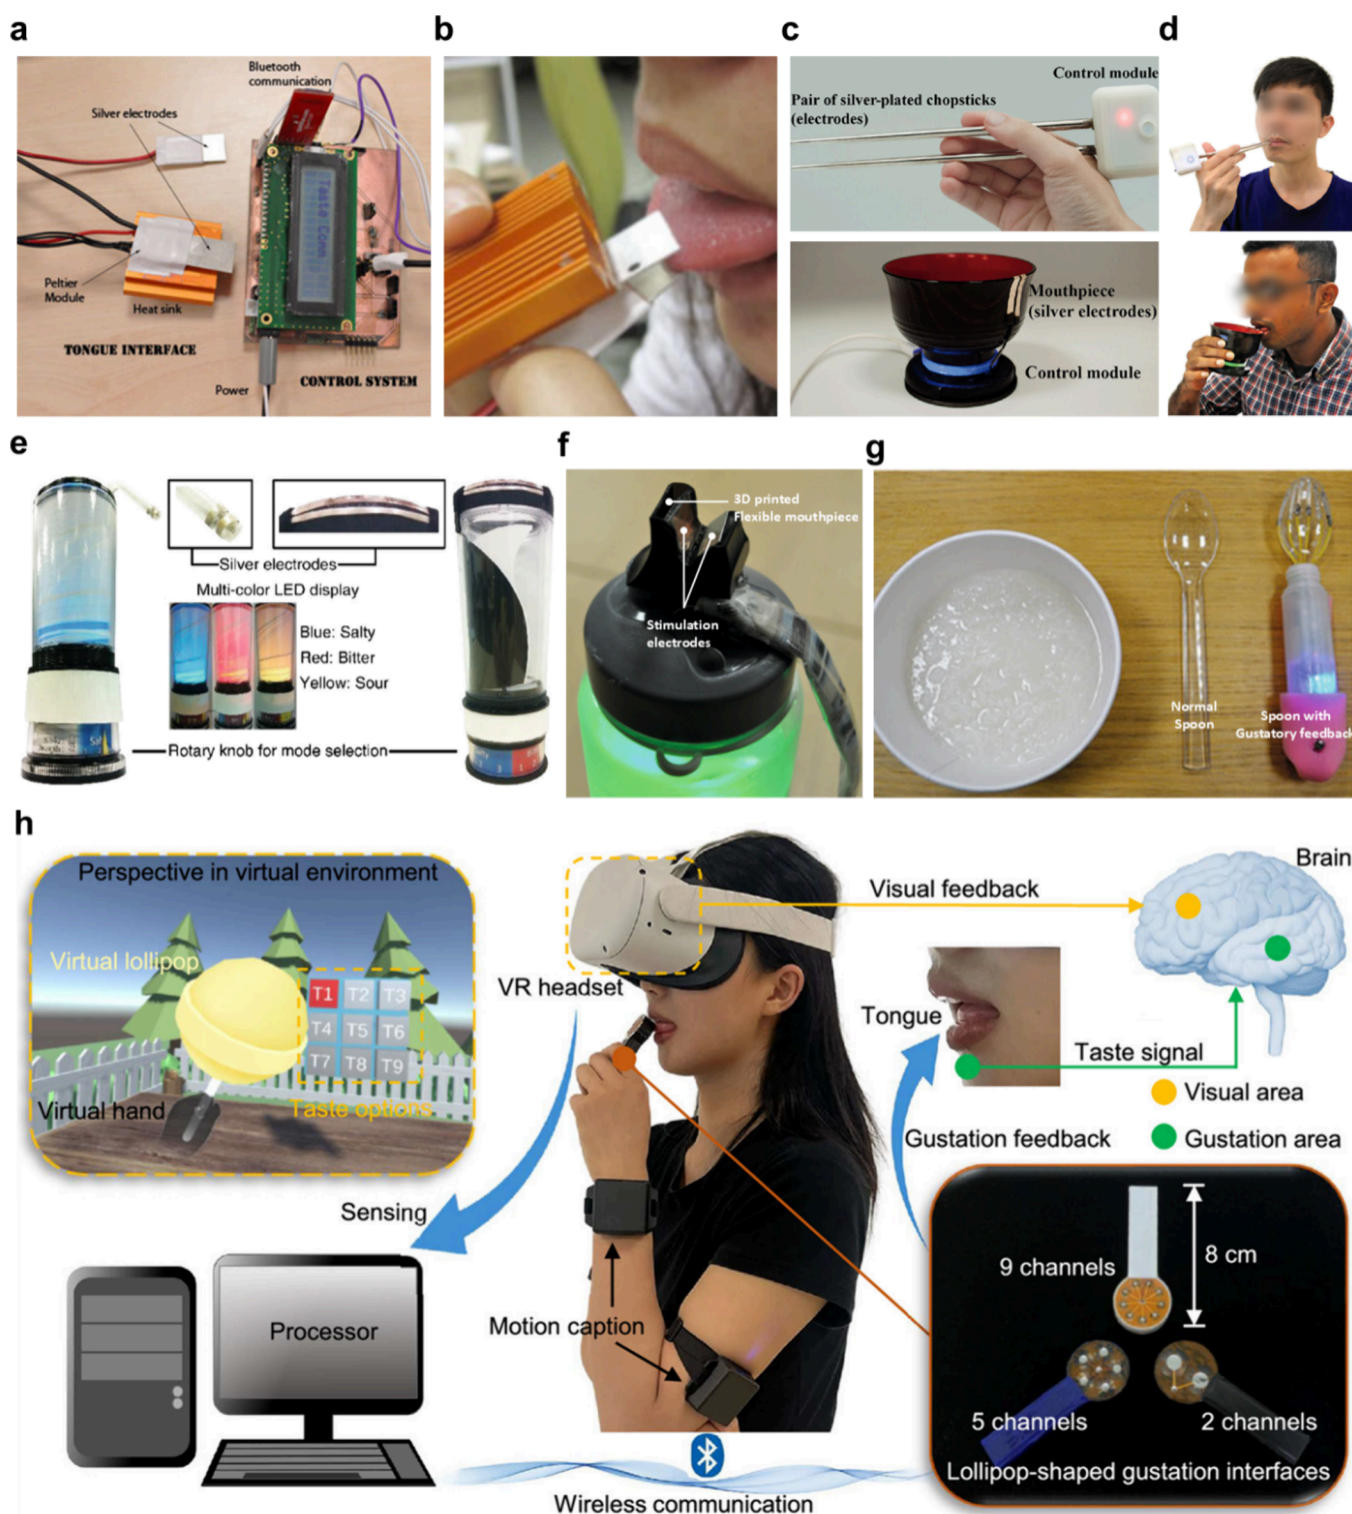 a
b
c
d
Bluetooth
communication
Silver electrodes
Taste Conn
Peltier
Module
Heat sink
TONGUE INTERFACE
CONTROL SYSTEM
Power
Control module
Pair of silver-plated chopsticks
(electrodes)
Mouthpiece
(silver electrodes)
Control module
e
f
g
Silver electrodes
Multi-color LED display
Blue: Salty
Red: Bitter
Yellow: Sour
Rotary knob for mode selection
3D printed
Flexible mouthpiece
Stimulation
electrodes
Normal
Spoon
Spoon with
Gustatory feedback
h
Perspective in virtual environment
Virtual lollipop
T1 T2 T3
T4 T5 T6
T7 T8 T9
Virtual hand
Taste options
VR headset
Visual feedback
Brain
Tongue
Taste signal
Visual area
Gustation area
Gustation feedback
Sensing
Processor
Motion caption
9 channels
8 cm
5 channels
2 channels
Lollipop-shaped gustation interfaces
Wireless communication